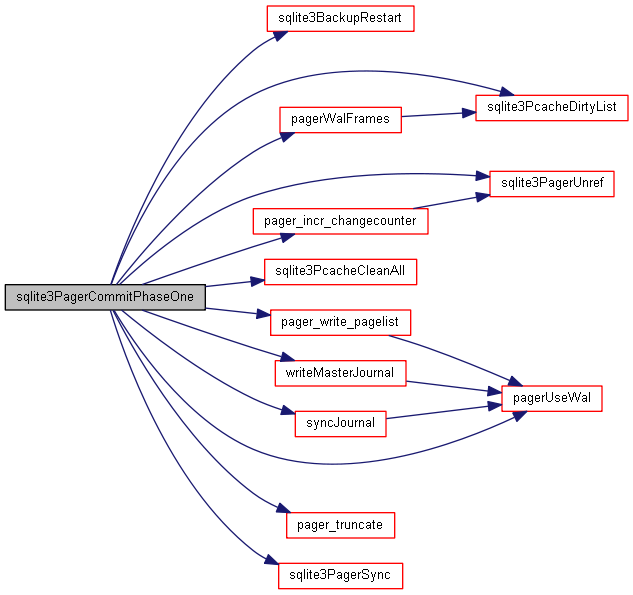 sqlite3BackupRestart
sqlite3PcacheDirtyList
pagerWalFrames
sqlite3PagerUnref
pager_incr_changecounter
sqlite3PcacheCleanAll
sqlite3PagerCommitPhaseOne
pager_write_pagelist
writeMasterJournal
pagerUseWal
syncJournal
pager_truncate
sqlite3PagerSync